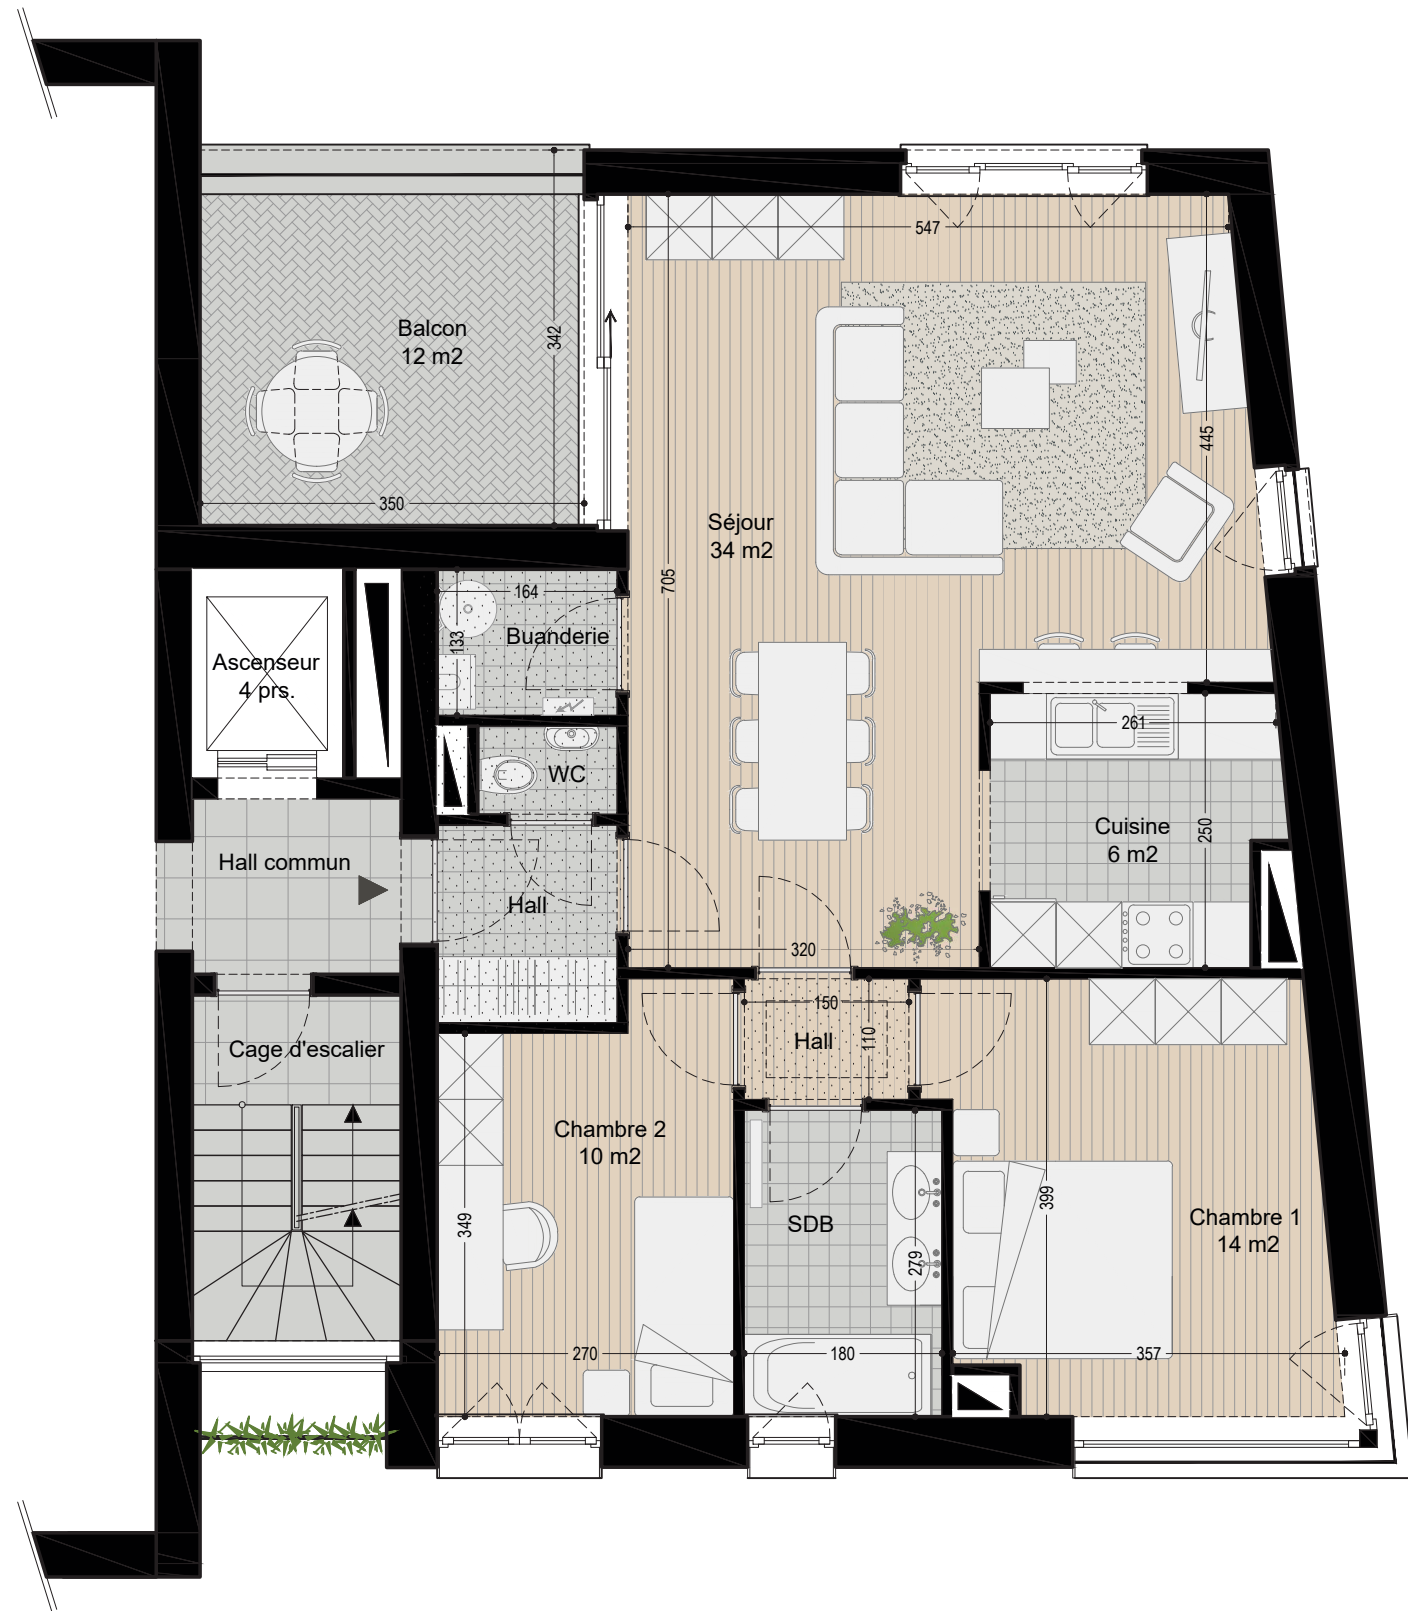 547
Balcon
12 m2
342
445
350
Séjour
34 m2
705
164
133
Buanderie
Ascenseur
4 prs.
261
WC
Cuisine
6 m2
250
Hall commun
Hall
320
150
Hall
110
Cage d'escalier
Chambre 2
10 m2
399
349
SDB
279
Chambre 1
14 m2
270
180
357